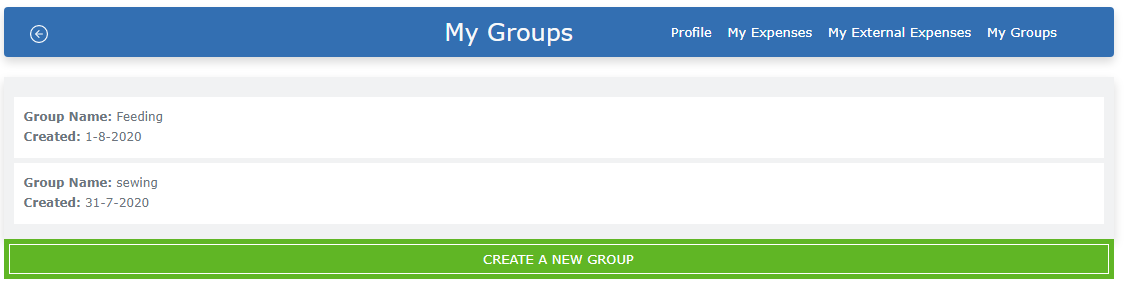 My Groups
Profile My Expenses My External Expenses My Groups
Group Name: Feeding
Created: 1-8-2020
Group Name: sewing
Created: 31-7-2020
CREATE A NEW GROUP